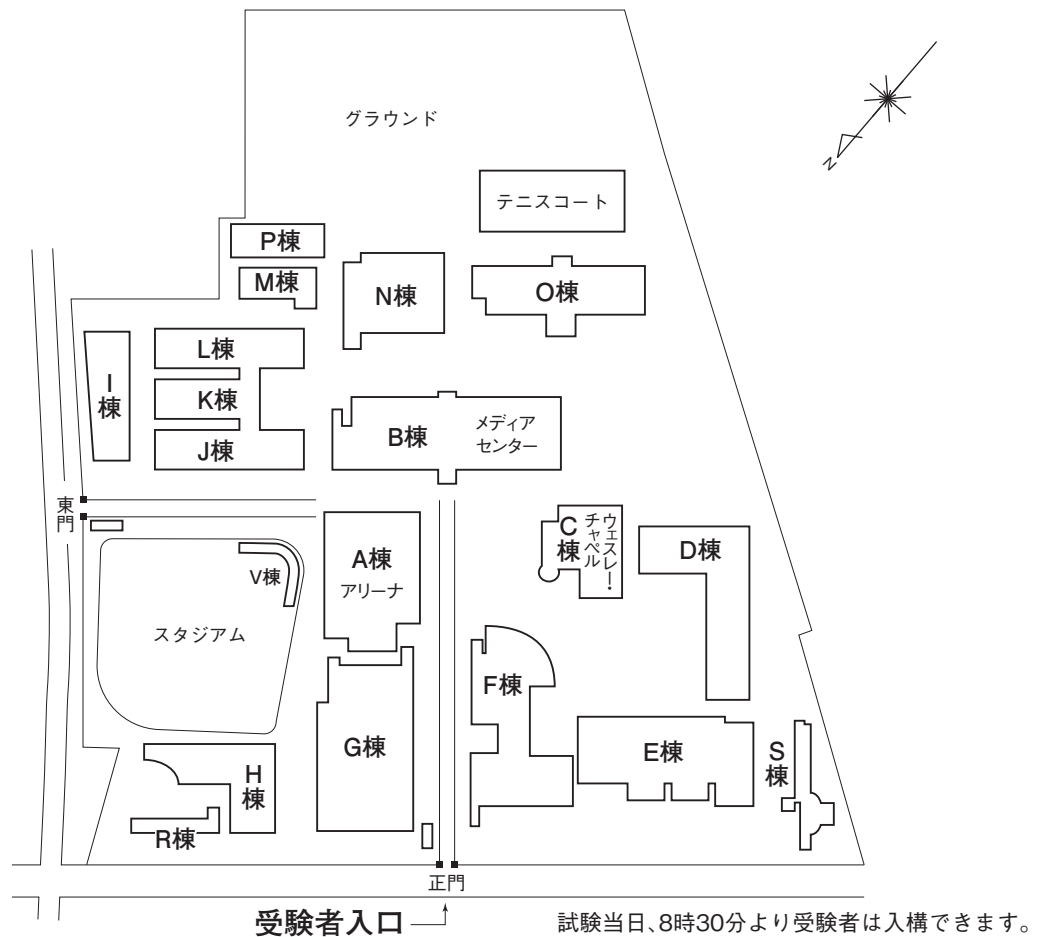 グラウンド
テニスコート
N
P棟
M棟
N棟
O棟
L棟
I棟
K棟
J棟
B棟
メディア
センター
東門
C棟
ウェスレー・
チャペル
D棟
A棟
アリーナ
V棟
スタジアム
F棟
G棟
E棟
S棟
H棟
R棟
正門
受験者入口
試験当日、8時30分より受験者は入構できます。